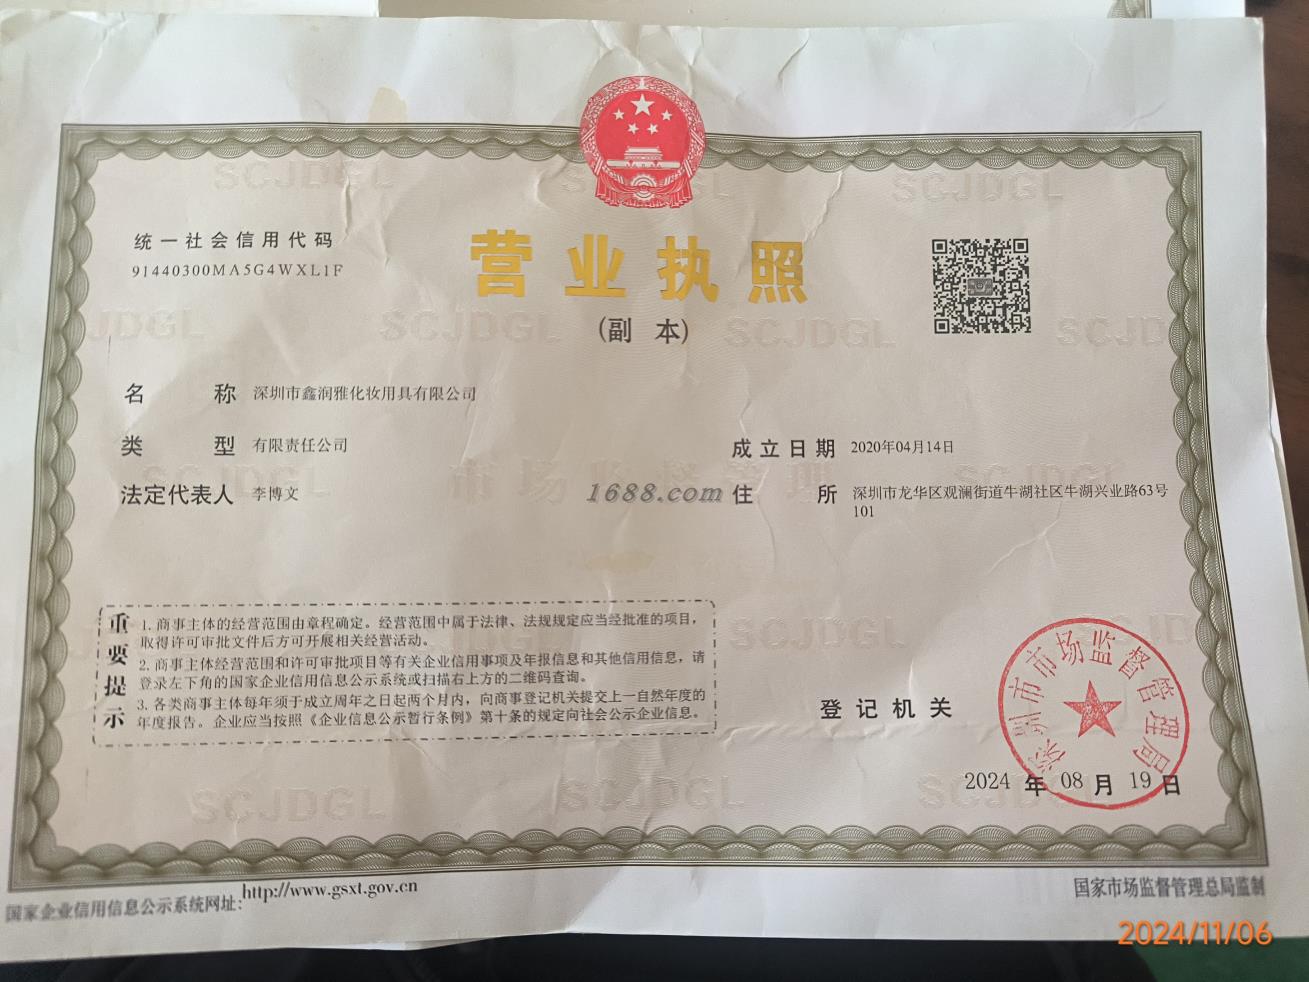 统一社会信用代码
91440300MA5G4WXL1F
营业执照
(副 本)
名 称 深圳市鑫润雅化妆用具有限公司
类 型 有限责任公司
成立日期 2020年04月14日
法定代表人 李博文
1688.com
住 所 深圳市龙华区观澜街道牛湖社区牛湖兴业路63号
101
重要提示
1. 商事主体的经营范围由章程确定。经营范围中属于法律、法规规定应当经批准的项目，
取得许可审批文件后方可开展相关经营活动。
2. 商事主体经营范围和许可审批项目等有关企业信用事项及年报信息和其他信用信息，请
登录左下角的国家企业信用信息公示系统或扫描右上方的二维码查询。
3. 各类商事主体每年须于成立周年之日起两个月内，向商事登记机关提交上一自然年度的
年度报告。企业应当按照《企业信息公示暂行条例》第十条的规定向社会公示企业信息。
登记机关
深圳市市场监督管理局
2024 年 08 月 19 日
国家企业信用信息公示系统网址:http://www.gsxt.gov.cn
国家市场监督管理总局监制
2024/11/06
SCJDGL
SCJDGL
SCJDGL
JDGL
SCJDGL
SCJDGL
SCJD
SCJDGL
SCJDGL
SCJDGL
SCJDGL